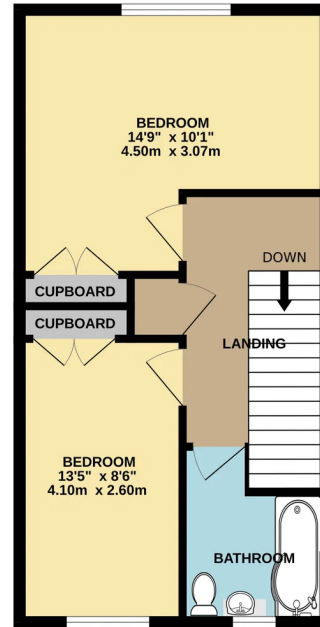 BEDROOM
14'9" x 10'1"
4.50m x 3.07m
DOWN
CUPBOARD
CUPBOARD
LANDING
BEDROOM
13'5" x 8'6"
4.10m x 2.60m
BATHROOM